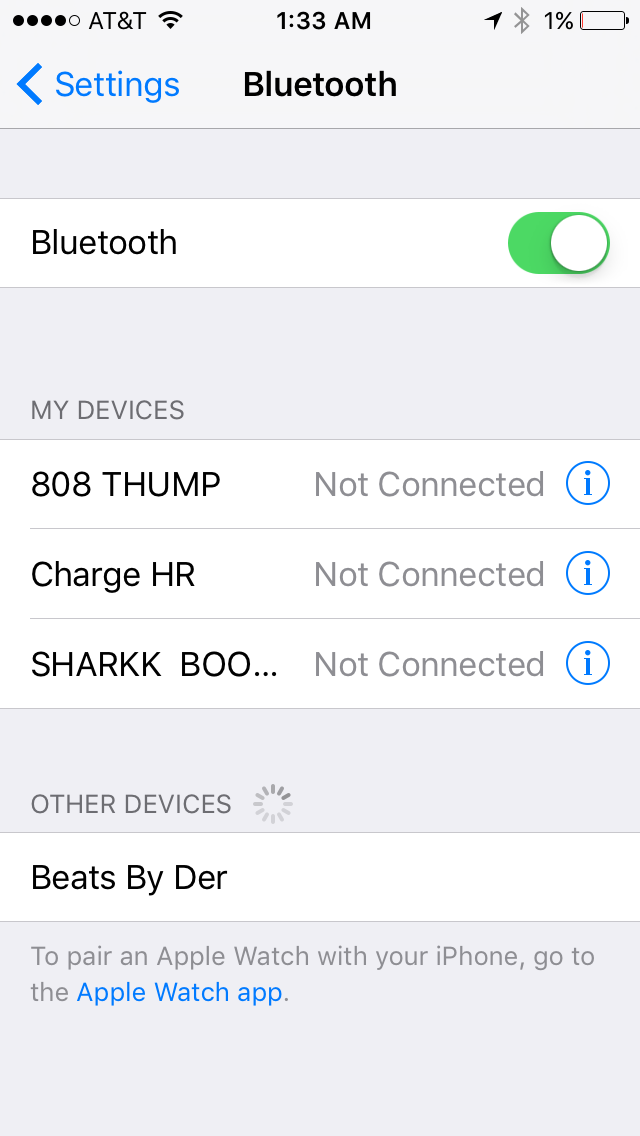 AT&T 1:33 AM 1%
Settings Bluetooth
Bluetooth
MY DEVICES
808 THUMP Not Connected i
Charge HR Not Connected i
SHARKK BOO... Not Connected i
OTHER DEVICES
Beats By Der
To pair an Apple Watch with your iPhone, go to
the Apple Watch app.